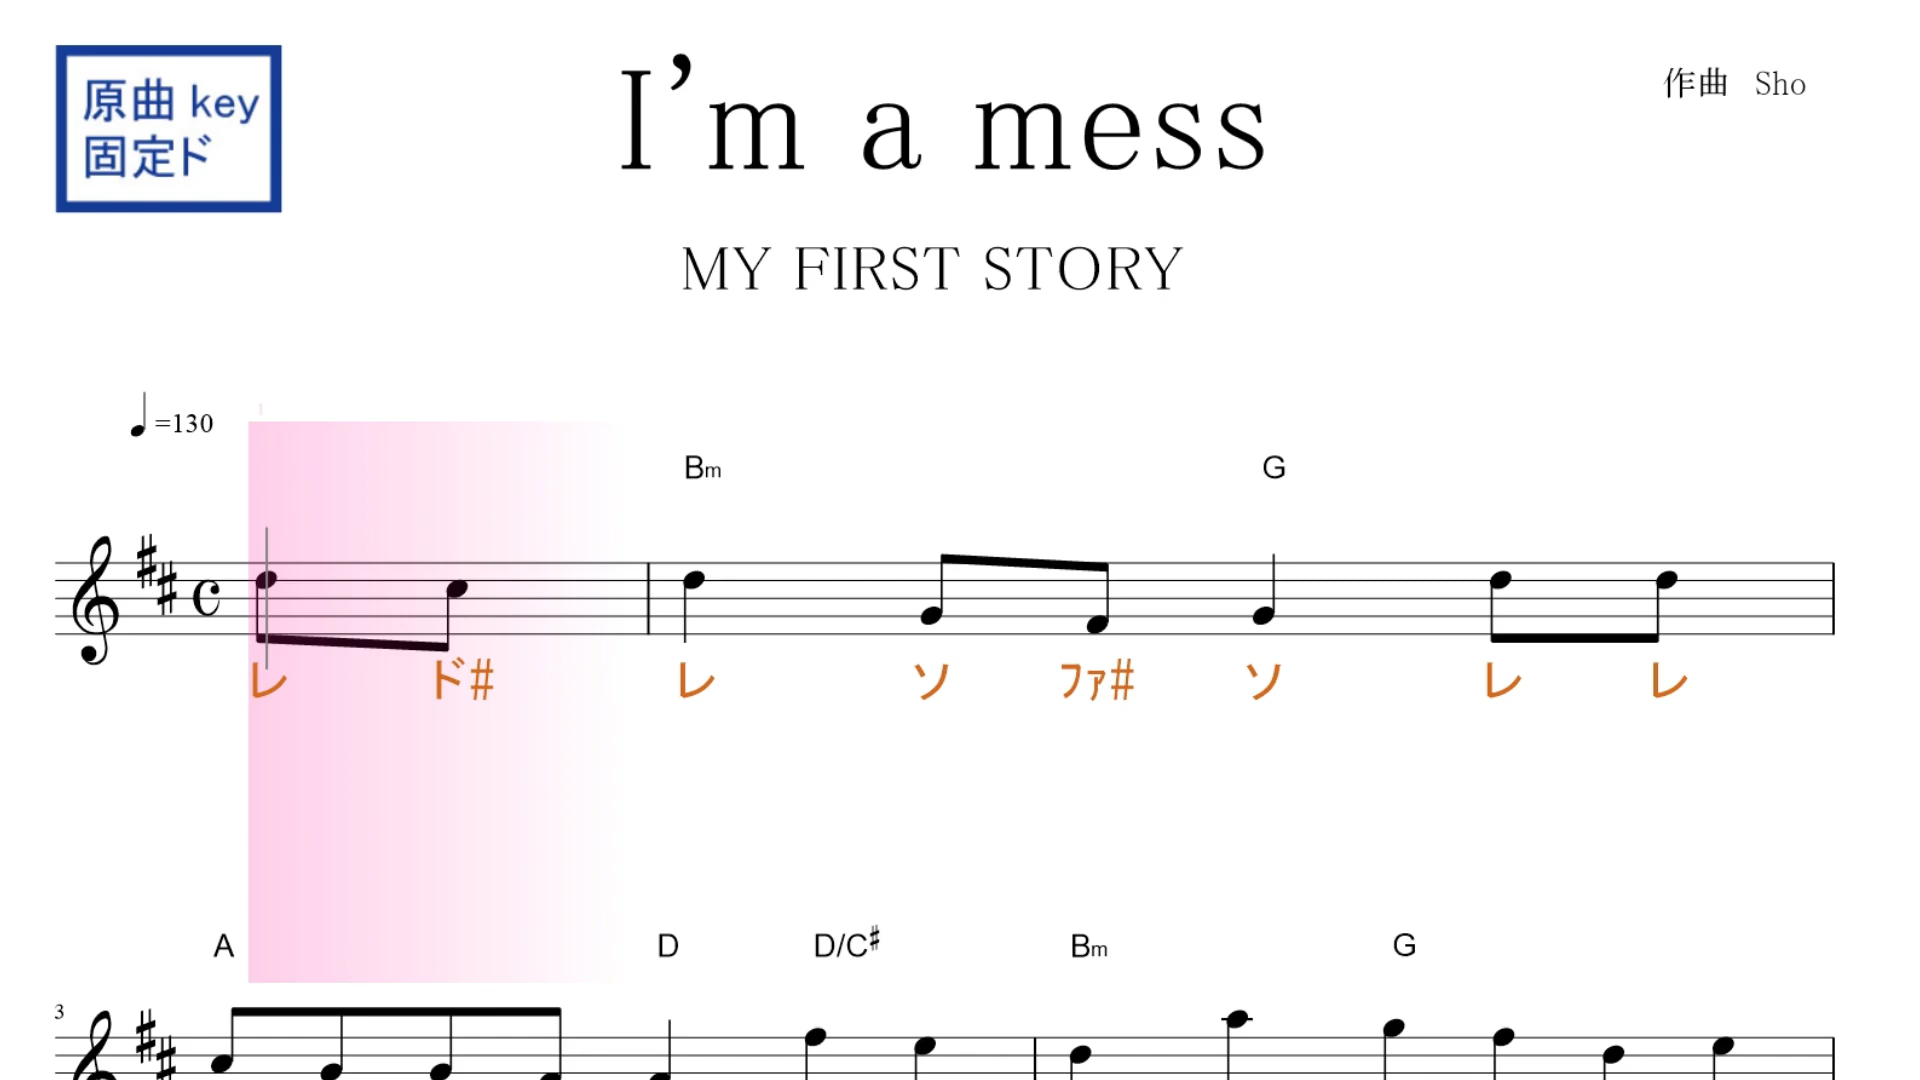 原曲 key
固定ド
I’m a mess
作曲 Sho
MY FIRST STORY
=130
1
Bm G
レ ド# レ ソ ファ# ソ レ レ
A D D/C♯ Bm G
3